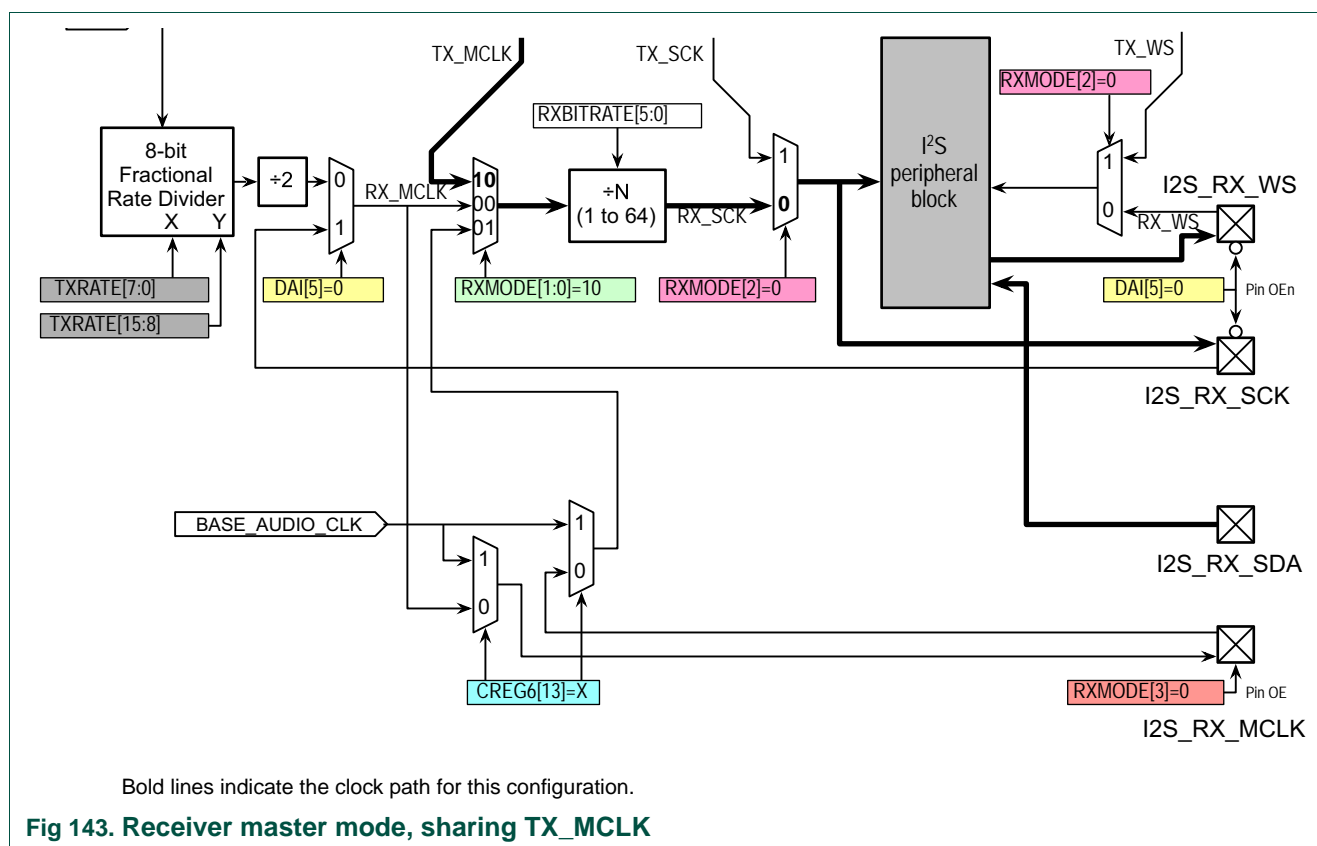 TX_MCLK
TX_SCK
TX_WS
RXMODE[2]=0
RXBITRATE[5:0]
8-bit
Fractional
Rate Divider
X Y
÷2
0
1
RX_MCLK
10
00
01
÷N
(1 to 64)
RX_SCK
1
0
I²S
peripheral
block
1
0
I2S_RX_WS
RX_WS
TXRATE[7:0]
DAI[5]=0
RXMODE[1:0]=10
RXMODE[2]=0
DAI[5]=0
Pin OEn
TXRATE[15:8]
I2S_RX_SCK
BASE_AUDIO_CLK
1
0
1
0
I2S_RX_SDA
CREG6[13]=X
RXMODE[3]=0
Pin OE
I2S_RX_MCLK
Bold lines indicate the clock path for this configuration.
Fig 143. Receiver master mode, sharing TX_MCLK